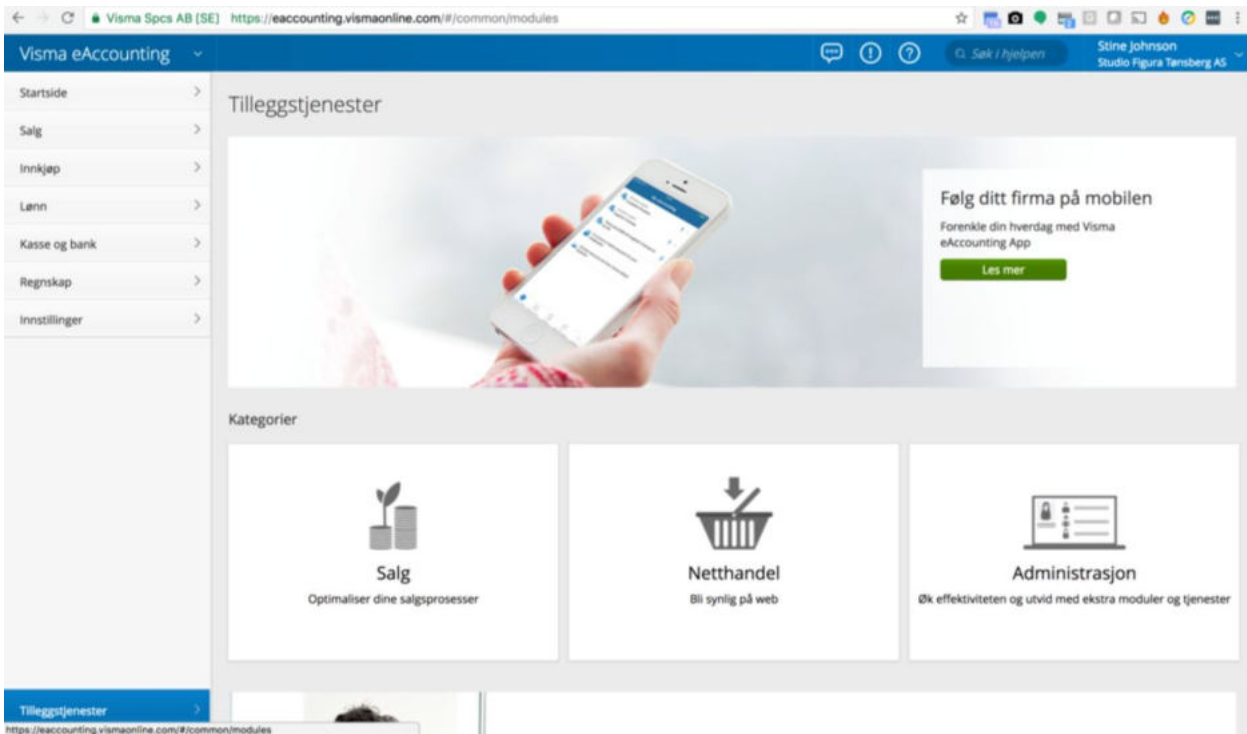 Visma Spcs AB [SE] https://eaccounting.vismaonline.com/#/common/modules
Visma eAccounting
Søk i hjelpen
Stine Johnson
Studio Figura Tønsberg AS
Startside
Salg
Innkjøp
Lønn
Kasse og bank
Regnskap
Innstillinger
Tilleggstjenester
Følg ditt firma på mobilen
Forenkle din hverdag med Visma
eAccounting App
Les mer
Kategorier
Salg
Optimaliser dine salgsprosesser
Netthandel
Bli synlig på web
Administrasjon
Øk effektiviteten og utvid med ekstra moduler og tjenester
Tilleggstjenester
https://eaccounting.vismaonline.com/#/common/modules